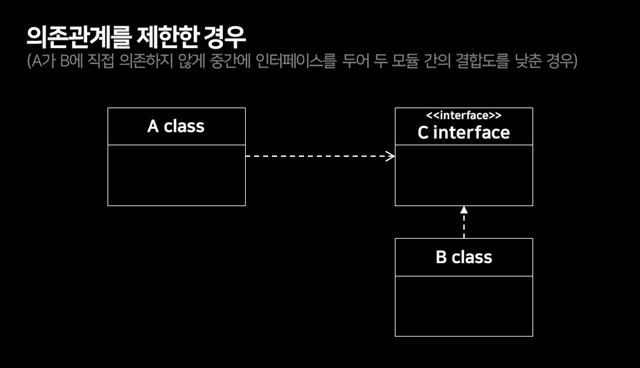 의존관계를 제한한 경우
(A가 B에 직접 의존하지 않게 중간에 인터페이스를 두어 두 모듈 간의 결합도를 낮춘 경우)
A class
<<interface>>
C interface
B class